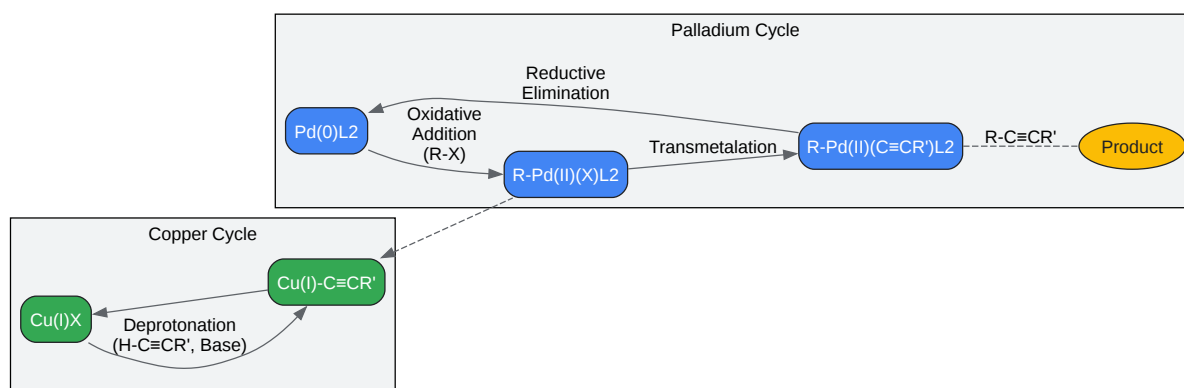 Palladium Cycle
Reductive
Elimination
Pd(0)L2
Oxidative
Addition
(R-X)
R-Pd(II)(X)L2
Transmetalation
R-Pd(II)(C≡CR')L2
R-C≡CR'
Product
Copper Cycle
Cu(I)-C≡CR'
Cu(I)X
Deprotonation
(H-C≡CR', Base)